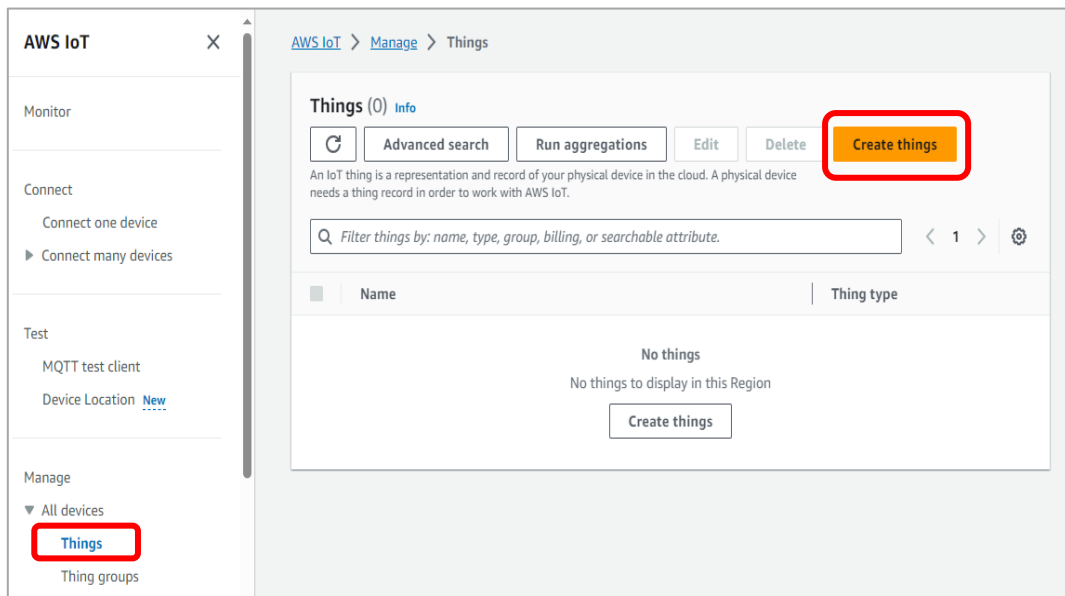 AWS IoT
Monitor
Connect
Connect one device
Connect many devices
Test
MQTT test client
Device Location New
Manage
All devices
Things
Thing groups
AWS IoT > Manage > Things
Things (0) Info
Advanced search
Run aggregations
Edit
Delete
Create things
An IoT thing is a representation and record of your physical device in the cloud. A physical device
needs a thing record in order to work with AWS IoT.
Filter things by: name, type, group, billing, or searchable attribute.
1
Name
Thing type
No things
No things to display in this Region
Create things